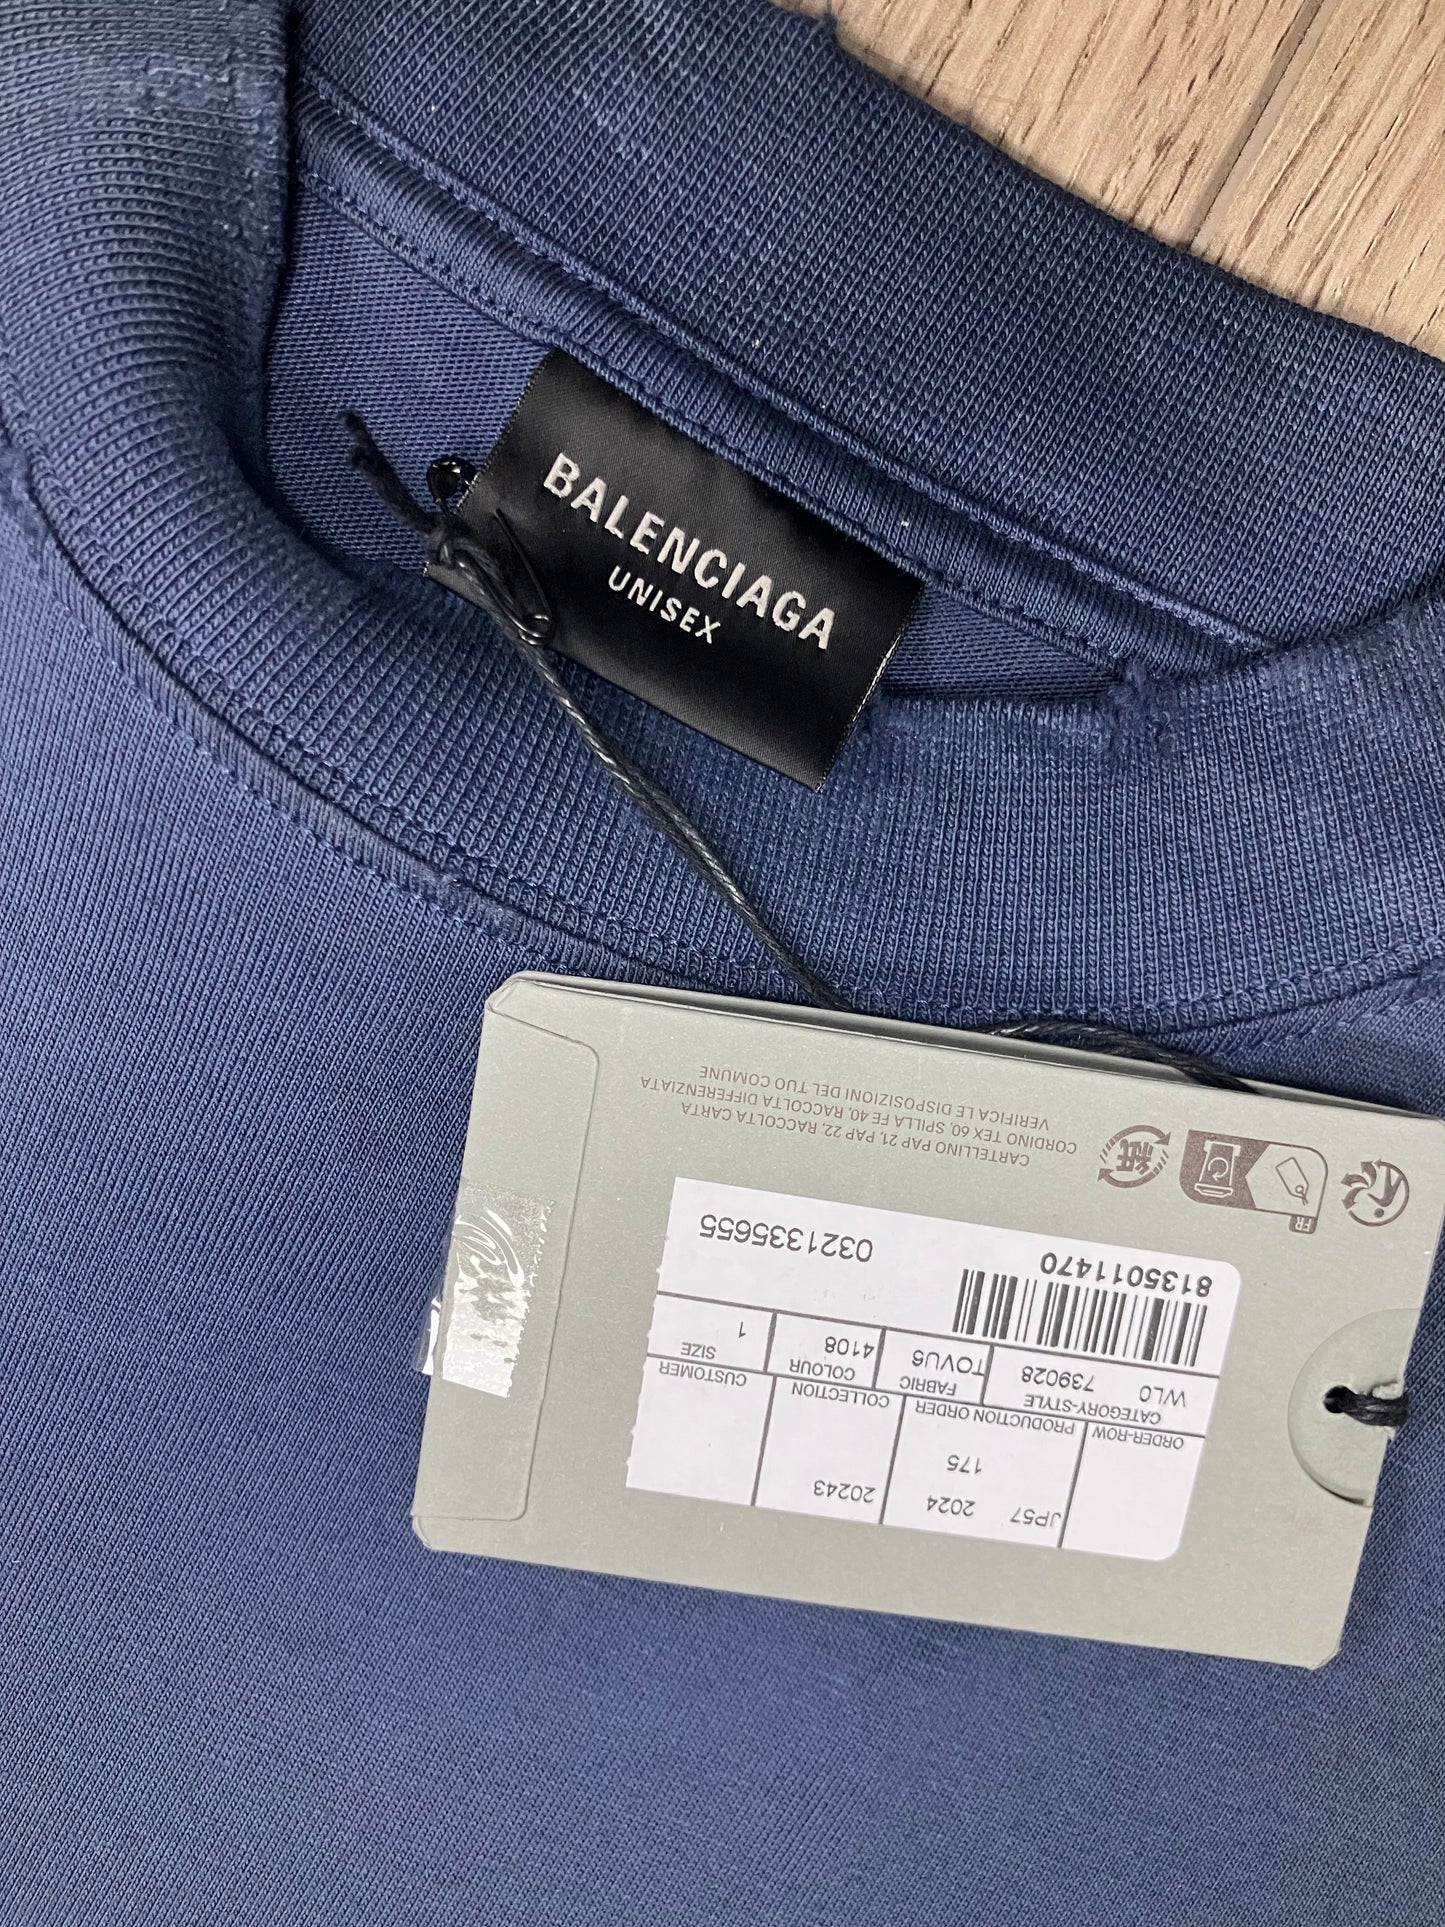 BALENCIAGA
UNISEX
CARTELLINO PAP 21, PAP 22, RACCOLTA CARTA
CORDINO TEX 60, SPILLA FE 40, RACCOLTA DIFFERENZIATA
VERIFICA LE DISPOSIZIONI DEL TUO COMUNE
FR
紙
ORDER-ROW PRODUCTION ORDER COLLECTION CUSTOMER
JP57 2024 20243
175
CATEGORY-STYLE FABRIC COLOUR SIZE
WL0 739028 TOVU6 4108 1
8135011470 0321335655